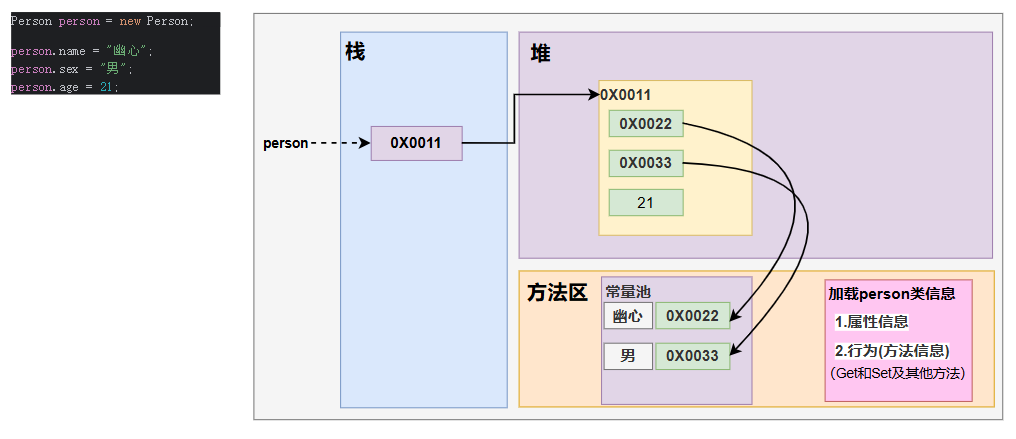 Person person = new Person;
person.name = "幽心";
person.sex = "男";
person.age = 21;
栈
堆
0X0011
0X0022
person
0X0011
0X0033
21
方法区
常量池
加载person类信息
幽心
0X0022
1.属性信息
男
0X0033
2.行为(方法信息)
（Get和Set及其他方法）